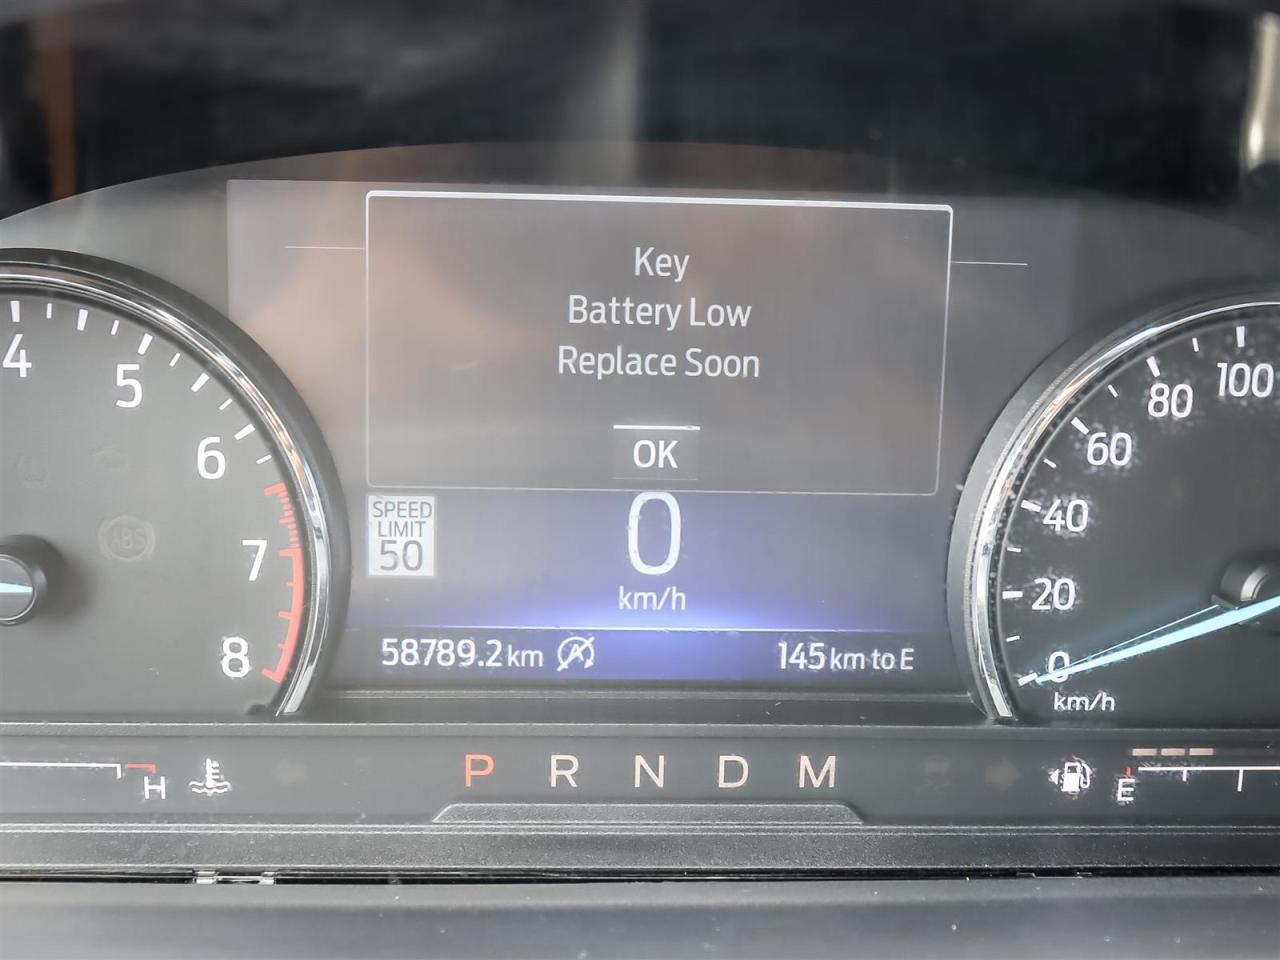 Key
Battery Low
Replace Soon
OK
4
5
6
7
8
ABS
SPEED
LIMIT
50
0
km/h
58789.2 km
A
145 km to E
100
80
60
40
20
0
km/h
H
P R N D M
E